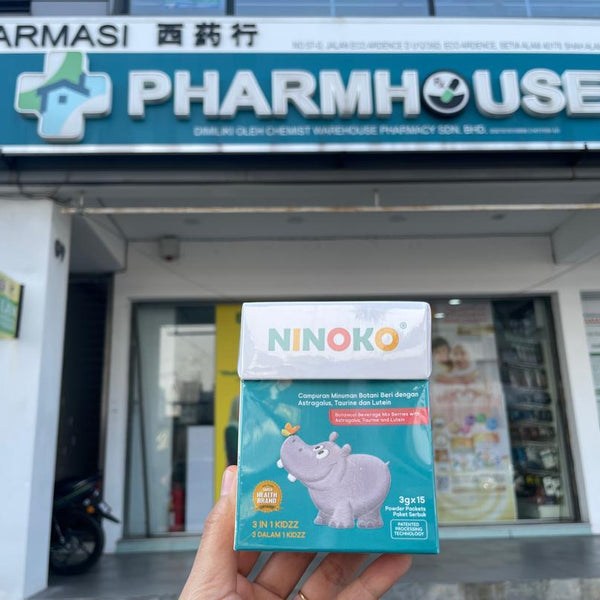 ARMASI 西药行
PHARMHOUSE
DIMILIKI OLEH CHEMIST WAREHOUSE PHARMACY SDN. BHD.
NINOKO®
Campuran Minuman Botani Beri dengan
Astragalus, Taurine dan Lutein
Botanical Beverage Mix Berries with
Astragalus, Taurine and Lutein
HEALTH
BRAND
3 IN 1 KIDZZ
3 DALAM 1 KIDZZ
3g x 15
Powder Packets
Paket Serbuk
PATENTED
PROCESSING
TECHNOLOGY